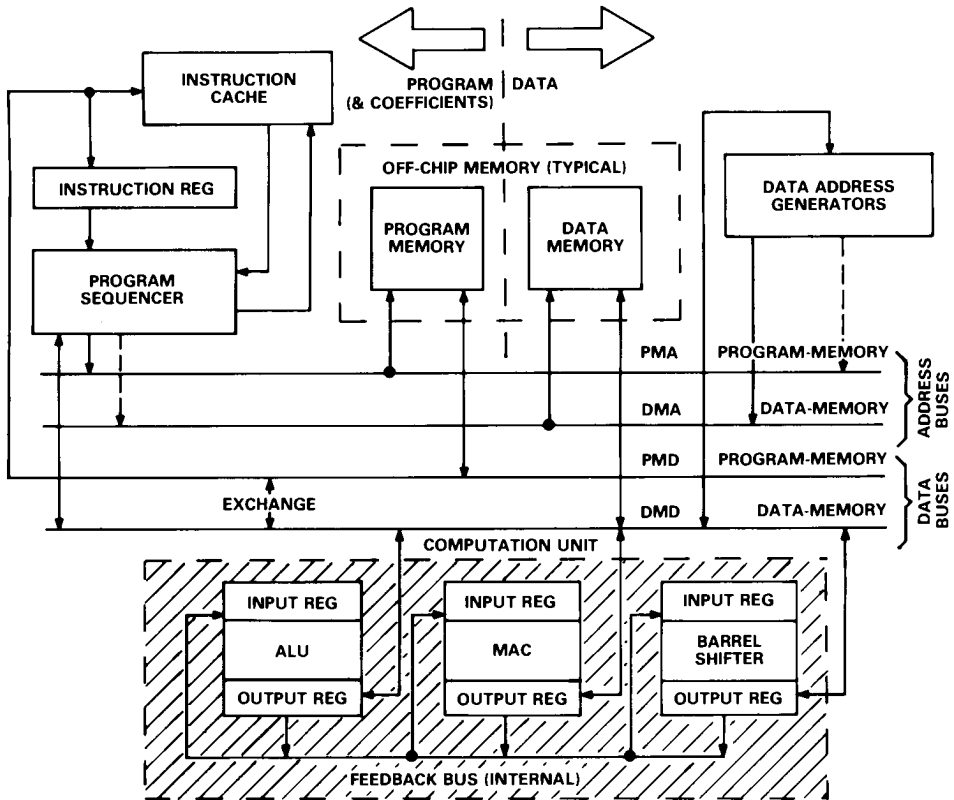 INSTRUCTION
CACHE
PROGRAM
(& COEFFICIENTS)
DATA
OFF-CHIP MEMORY (TYPICAL)
INSTRUCTION REG
PROGRAM
MEMORY
DATA
MEMORY
DATA ADDRESS
GENERATORS
PROGRAM
SEQUENCER
PMA
PROGRAM-MEMORY
DMA
DATA-MEMORY
ADDRESS
BUSES
PMD
PROGRAM-MEMORY
EXCHANGE
DMD
DATA-MEMORY
DATA
BUSES
COMPUTATION UNIT
INPUT REG
ALU
OUTPUT REG
INPUT REG
MAC
OUTPUT REG
INPUT REG
BARREL
SHIFTER
OUTPUT REG
FEEDBACK BUS (INTERNAL)